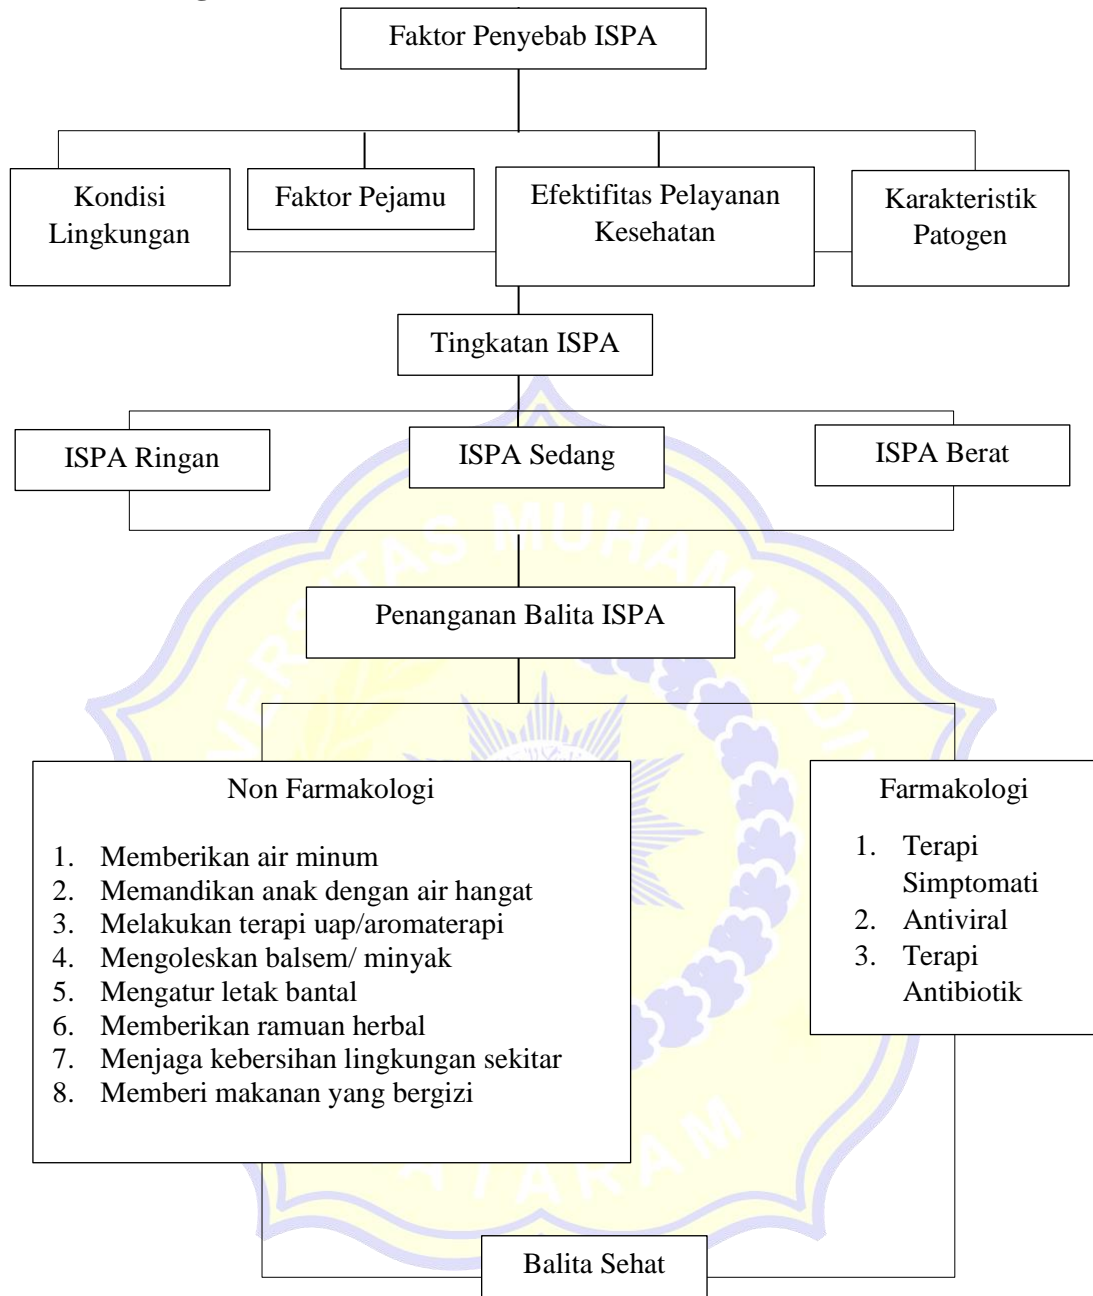 Faktor Penyebab ISPA
Kondisi
Lingkungan
Faktor Pejamu
Efektifitas Pelayanan
Kesehatan
Karakteristik
Patogen
Tingkatan ISPA
ISPA Ringan
ISPA Sedang
ISPA Berat
Penanganan Balita ISPA
Non Farmakologi
1. Memberikan air minum
2. Memandikan anak dengan air hangat
3. Melakukan terapi uap/aromaterapi
4. Mengoleskan balsem/ minyak
5. Mengatur letak bantal
6. Memberikan ramuan herbal
7. Menjaga kebersihan lingkungan sekitar
8. Memberi makanan yang bergizi
Farmakologi
1. Terapi
Simptomati
2. Antiviral
3. Terapi
Antibiotik
Balita Sehat